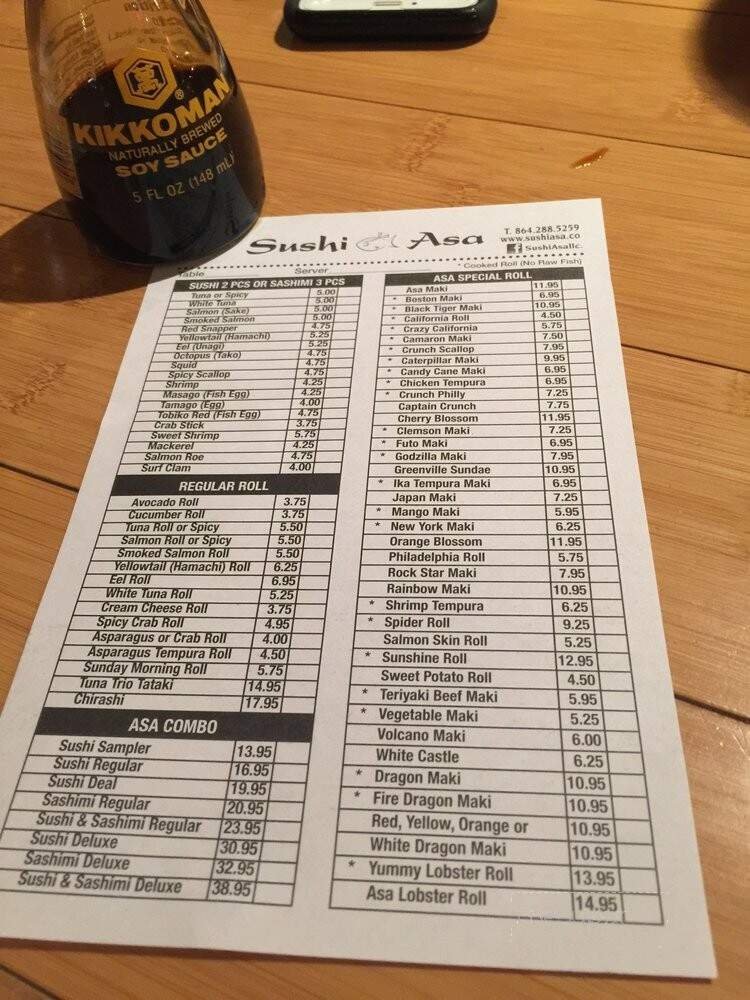 KIKKOMAN®
NATURALLY BREWED
SOY SAUCE
5 FL OZ (148 mL)
Sushi Asa
T. 864.288.5259
www.sushiasa.co
SushiAsallc.
Table Server
* Cooked Roll (No Raw Fish)
SUSHI 2 PCS OR SASHIMI 3 PCS
Tuna or Spicy 5.00
White Tuna 5.00
Salmon (Sake) 5.00
Smoked Salmon 5.00
Red Snapper 4.75
Yellowtail (Hamachi) 5.25
Eel (Unagi) 5.25
Octopus (Tako) 4.75
Squid 4.75
Spicy Scallop 4.75
Shrimp 4.25
Masago (Fish Egg) 4.25
Tamago (Egg) 4.00
Tobiko Red (Fish Egg) 4.75
Crab Stick 3.75
Sweet Shrimp 5.75
Mackerel 4.25
Salmon Roe 4.75
Surf Clam 4.00
REGULAR ROLL
Avocado Roll 3.75
Cucumber Roll 3.75
Tuna Roll or Spicy 5.50
Salmon Roll or Spicy 5.50
Smoked Salmon Roll 5.50
Yellowtail (Hamachi) Roll 6.25
Eel Roll 6.95
White Tuna Roll 5.25
Cream Cheese Roll 3.75
Spicy Crab Roll 4.95
Asparagus or Crab Roll 4.00
Asparagus Tempura Roll 4.50
Sunday Morning Roll 5.75
Tuna Trio Tataki 14.95
Chirashi 17.95
ASA COMBO
Sushi Sampler 13.95
Sushi Regular 16.95
Sushi Deal 19.95
Sashimi Regular 20.95
Sushi & Sashimi Regular 23.95
Sushi Deluxe 30.95
Sashimi Deluxe 32.95
Sushi & Sashimi Deluxe 38.95
ASA SPECIAL ROLL
Asa Maki 11.95
* Boston Maki 6.95
* Black Tiger Maki 10.95
* California Roll 4.50
* Crazy California 5.75
* Camaron Maki 7.50
* Crunch Scallop 7.95
* Caterpillar Maki 9.95
* Candy Cane Maki 6.95
* Chicken Tempura 6.95
* Crunch Philly 7.25
Captain Crunch 7.75
Cherry Blossom 11.95
* Clemson Maki 7.25
* Futo Maki 6.95
* Godzilla Maki 7.95
Greenville Sundae 10.95
* Ika Tempura Maki 6.95
Japan Maki 7.25
* Mango Maki 5.95
* New York Maki 6.25
Orange Blossom 11.95
Philadelphia Roll 5.75
Rock Star Maki 7.95
Rainbow Maki 10.95
* Shrimp Tempura 6.25
* Spider Roll 9.25
Salmon Skin Roll 5.25
* Sunshine Roll 12.95
Sweet Potato Roll 4.50
* Teriyaki Beef Maki 5.95
* Vegetable Maki 5.25
Volcano Maki 6.00
White Castle 6.25
* Dragon Maki 10.95
* Fire Dragon Maki 10.95
Red, Yellow, Orange or 10.95
White Dragon Maki 10.95
* Yummy Lobster Roll 13.95
Asa Lobster Roll 14.95